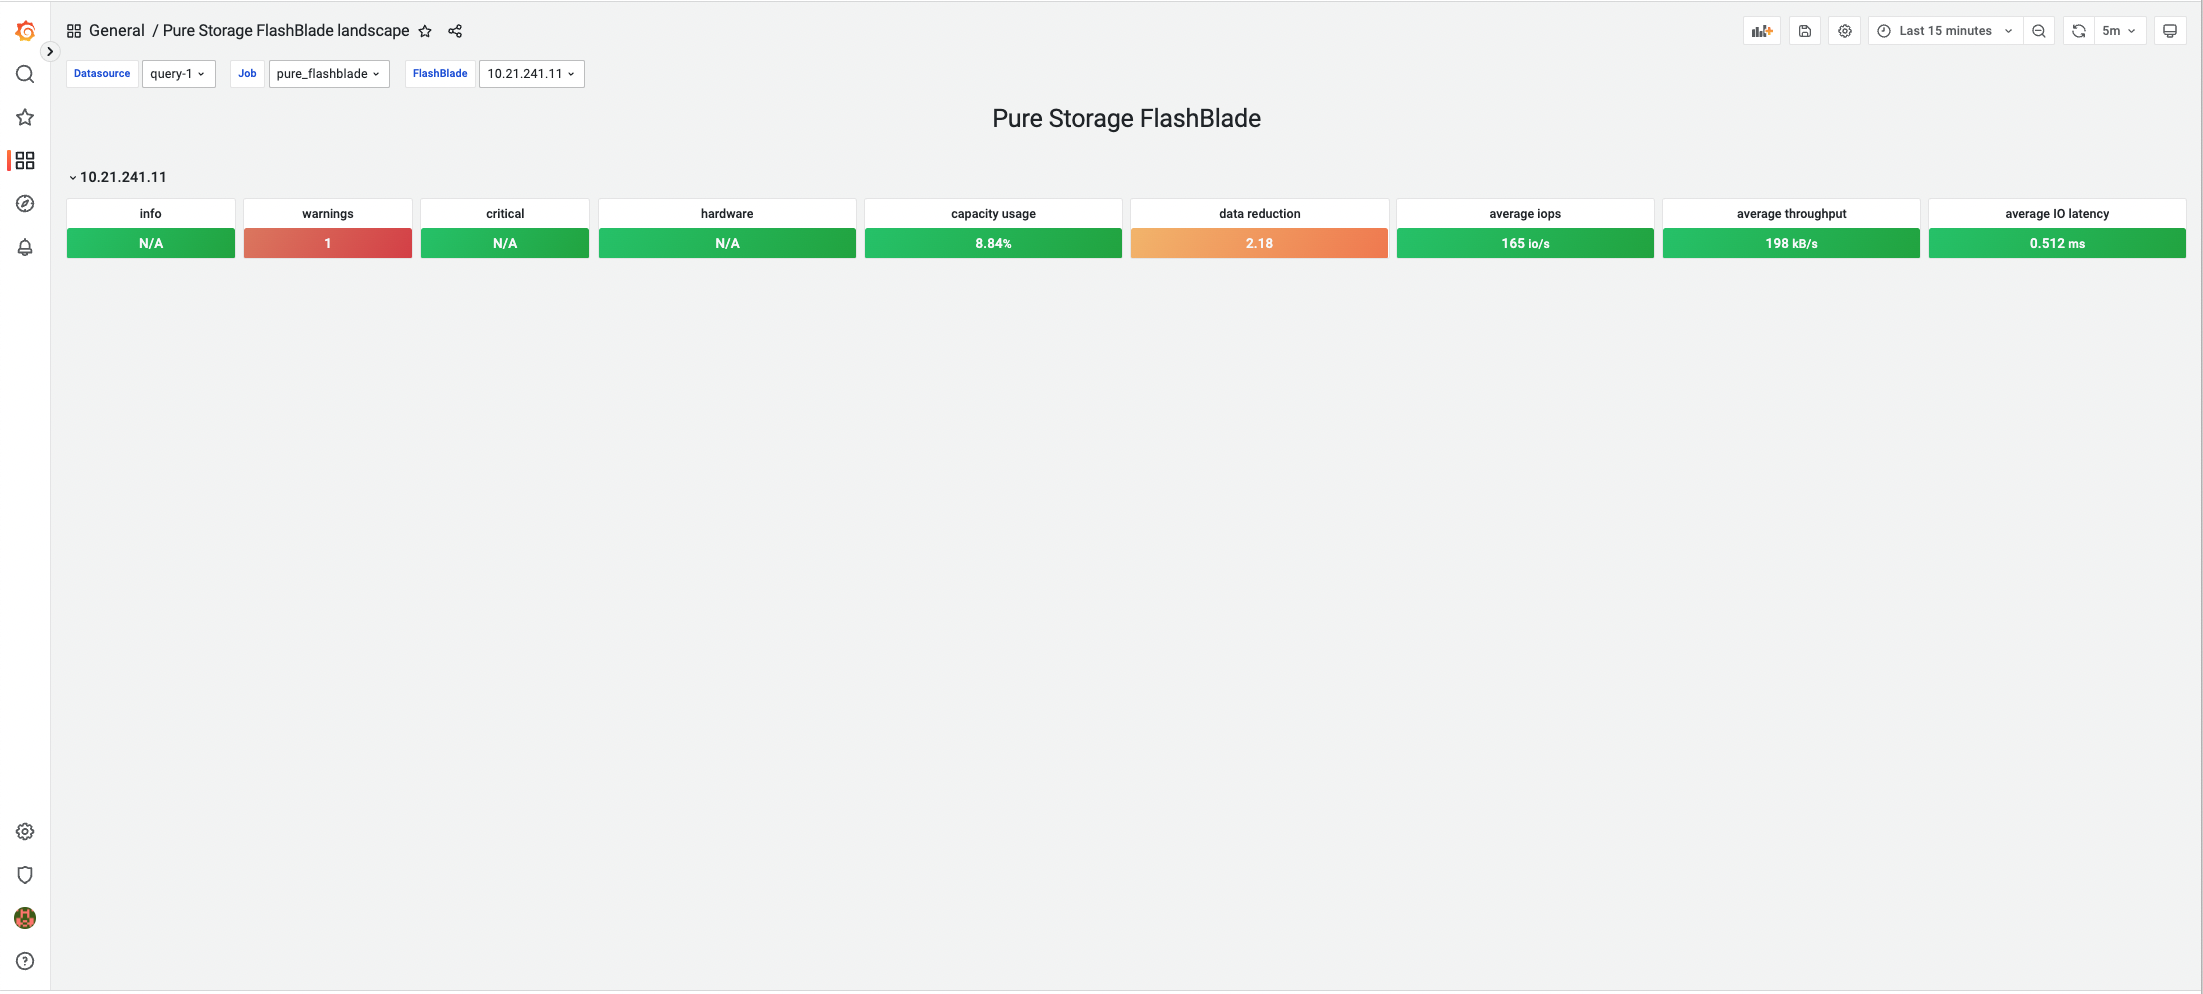 General / Pure Storage FlashBlade landscape
Last 15 minutes
5m
Datasource query-1 Job pure_flashblade FlashBlade 10.21.241.11
Pure Storage FlashBlade
10.21.241.11
info warnings critical hardware capacity usage data reduction average iops average throughput average IO latency
N/A 1 N/A N/A 8.84% 2.18 165 io/s 198 kB/s 0.512 ms